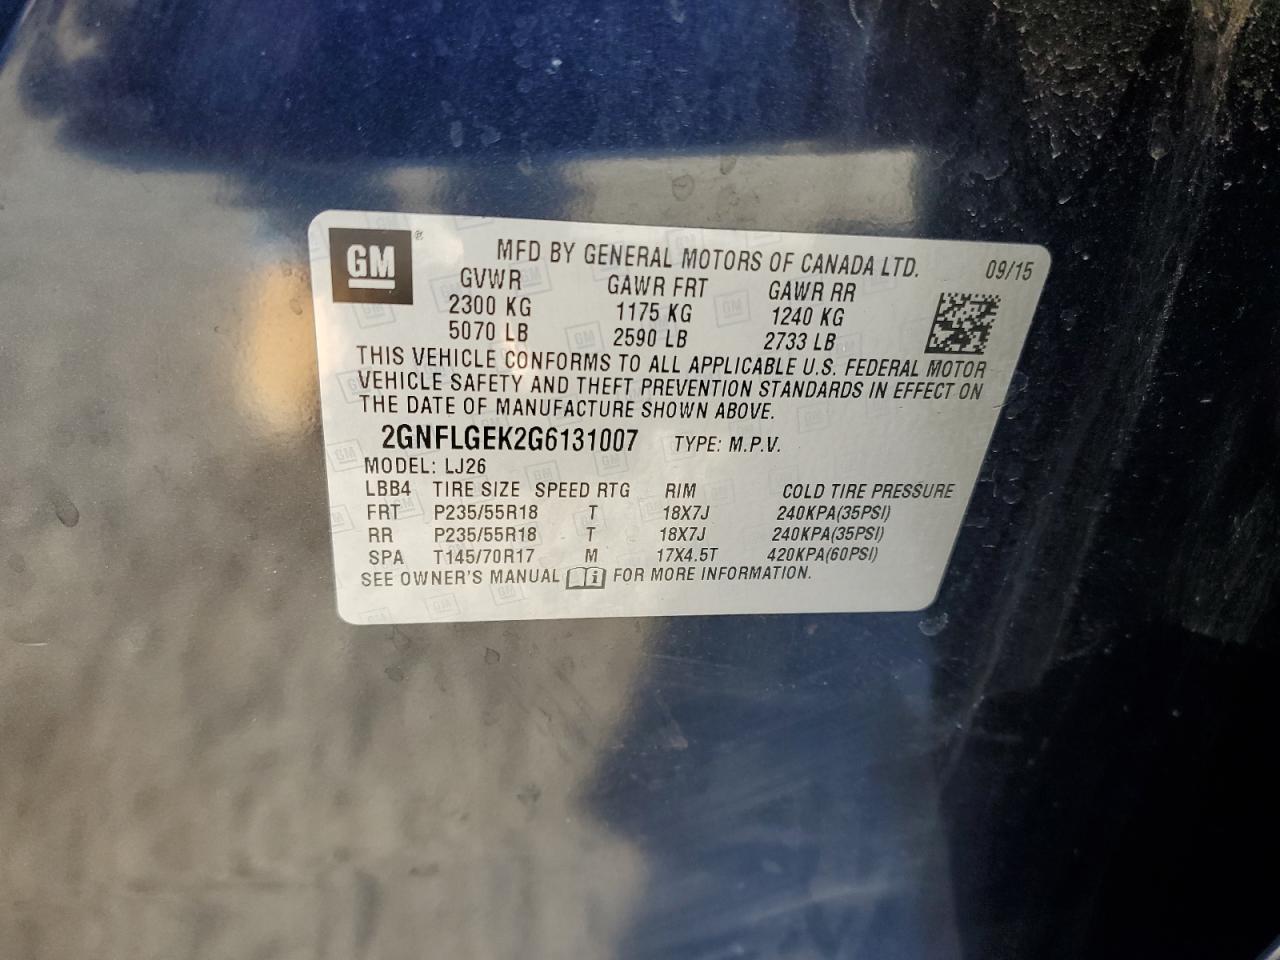 GM ®
MFD BY GENERAL MOTORS OF CANADA LTD. 09/15
GVWR GAWR FRT GAWR RR
2300 KG 1175 KG 1240 KG
5070 LB 2590 LB 2733 LB
THIS VEHICLE CONFORMS TO ALL APPLICABLE U.S. FEDERAL MOTOR
VEHICLE SAFETY AND THEFT PREVENTION STANDARDS IN EFFECT ON
THE DATE OF MANUFACTURE SHOWN ABOVE.
2GNFLGEK2G6131007 TYPE: M.P.V.
MODEL: LJ26
LBB4 TIRE SIZE SPEED RTG RIM COLD TIRE PRESSURE
FRT P235/55R18 T 18X7J 240KPA(35PSI)
RR P235/55R18 T 18X7J 240KPA(35PSI)
SPA T145/70R17 M 17X4.5T 420KPA(60PSI)
SEE OWNER'S MANUAL i FOR MORE INFORMATION.